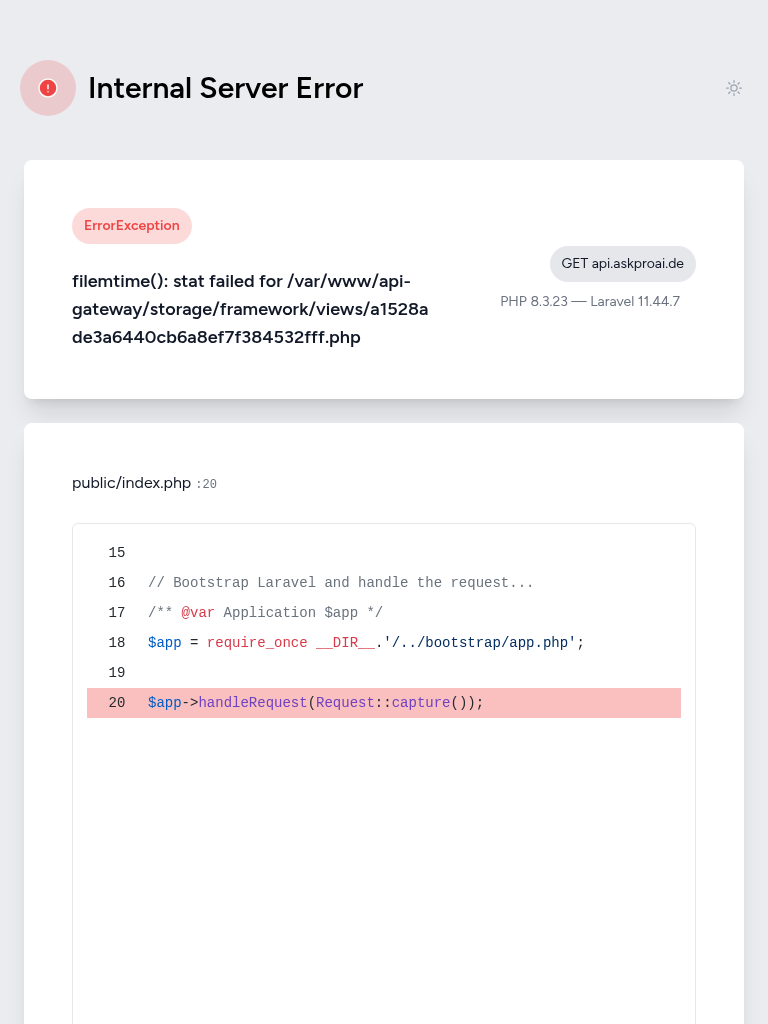 Internal Server Error
ErrorException
filemtime(): stat failed for /var/www/api-
gateway/storage/framework/views/a1528a
de3a6440cb6a8ef7f384532fff.php
GET api.askproai.de
PHP 8.3.23 — Laravel 11.44.7
public/index.php :20
15
16 // Bootstrap Laravel and handle the request...
17 /** @var Application $app */
18 $app = require_once __DIR__.'/../bootstrap/app.php';
19
20 $app->handleRequest(Request::capture());